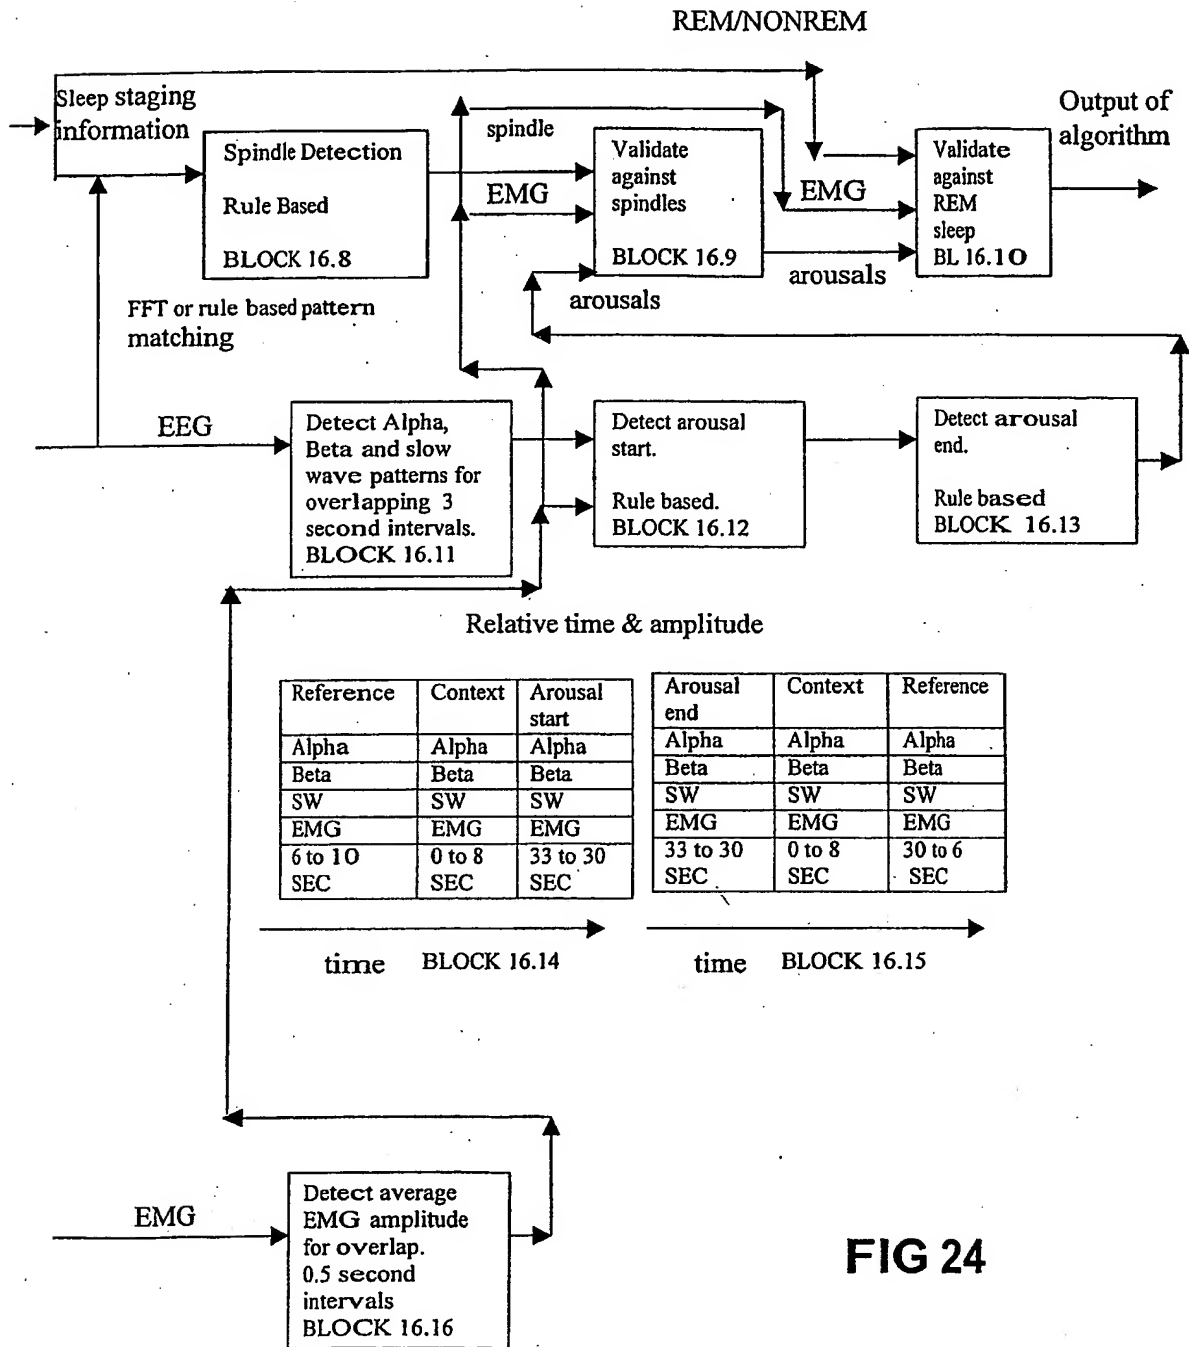 REM/NONREM
Sleep staging
information
Spindle Detection
Rule Based
BLOCK 16.8
spindle
EMG
Validate
against
spindles
BLOCK 16.9
EMG
arousals
arousals
Validate
against
REM
sleep
BL 16.10
Output of
algorithm
FFT or rule based pattern
matching
EEG
Detect Alpha,
Beta and slow
wave patterns for
overlapping 3
second intervals.
BLOCK 16.11
Detect arousal
start.
Rule based.
BLOCK 16.12
Detect arousal
end.
Rule based
BLOCK 16.13
Relative time & amplitude
Reference Context Arousal
start
Alpha Alpha Alpha
Beta Beta Beta
SW SW SW
EMG EMG EMG
6 to 10 0 to 8 33 to 30
SEC SEC SEC
time BLOCK 16.14
Arousal Context Reference
end
Alpha Alpha Alpha
Beta Beta Beta
SW SW SW
EMG EMG EMG
33 to 30 0 to 8 30 to 6
SEC SEC SEC
time BLOCK 16.15
EMG
Detect average
EMG amplitude
for overlap.
0.5 second
intervals
BLOCK 16.16
FIG 24